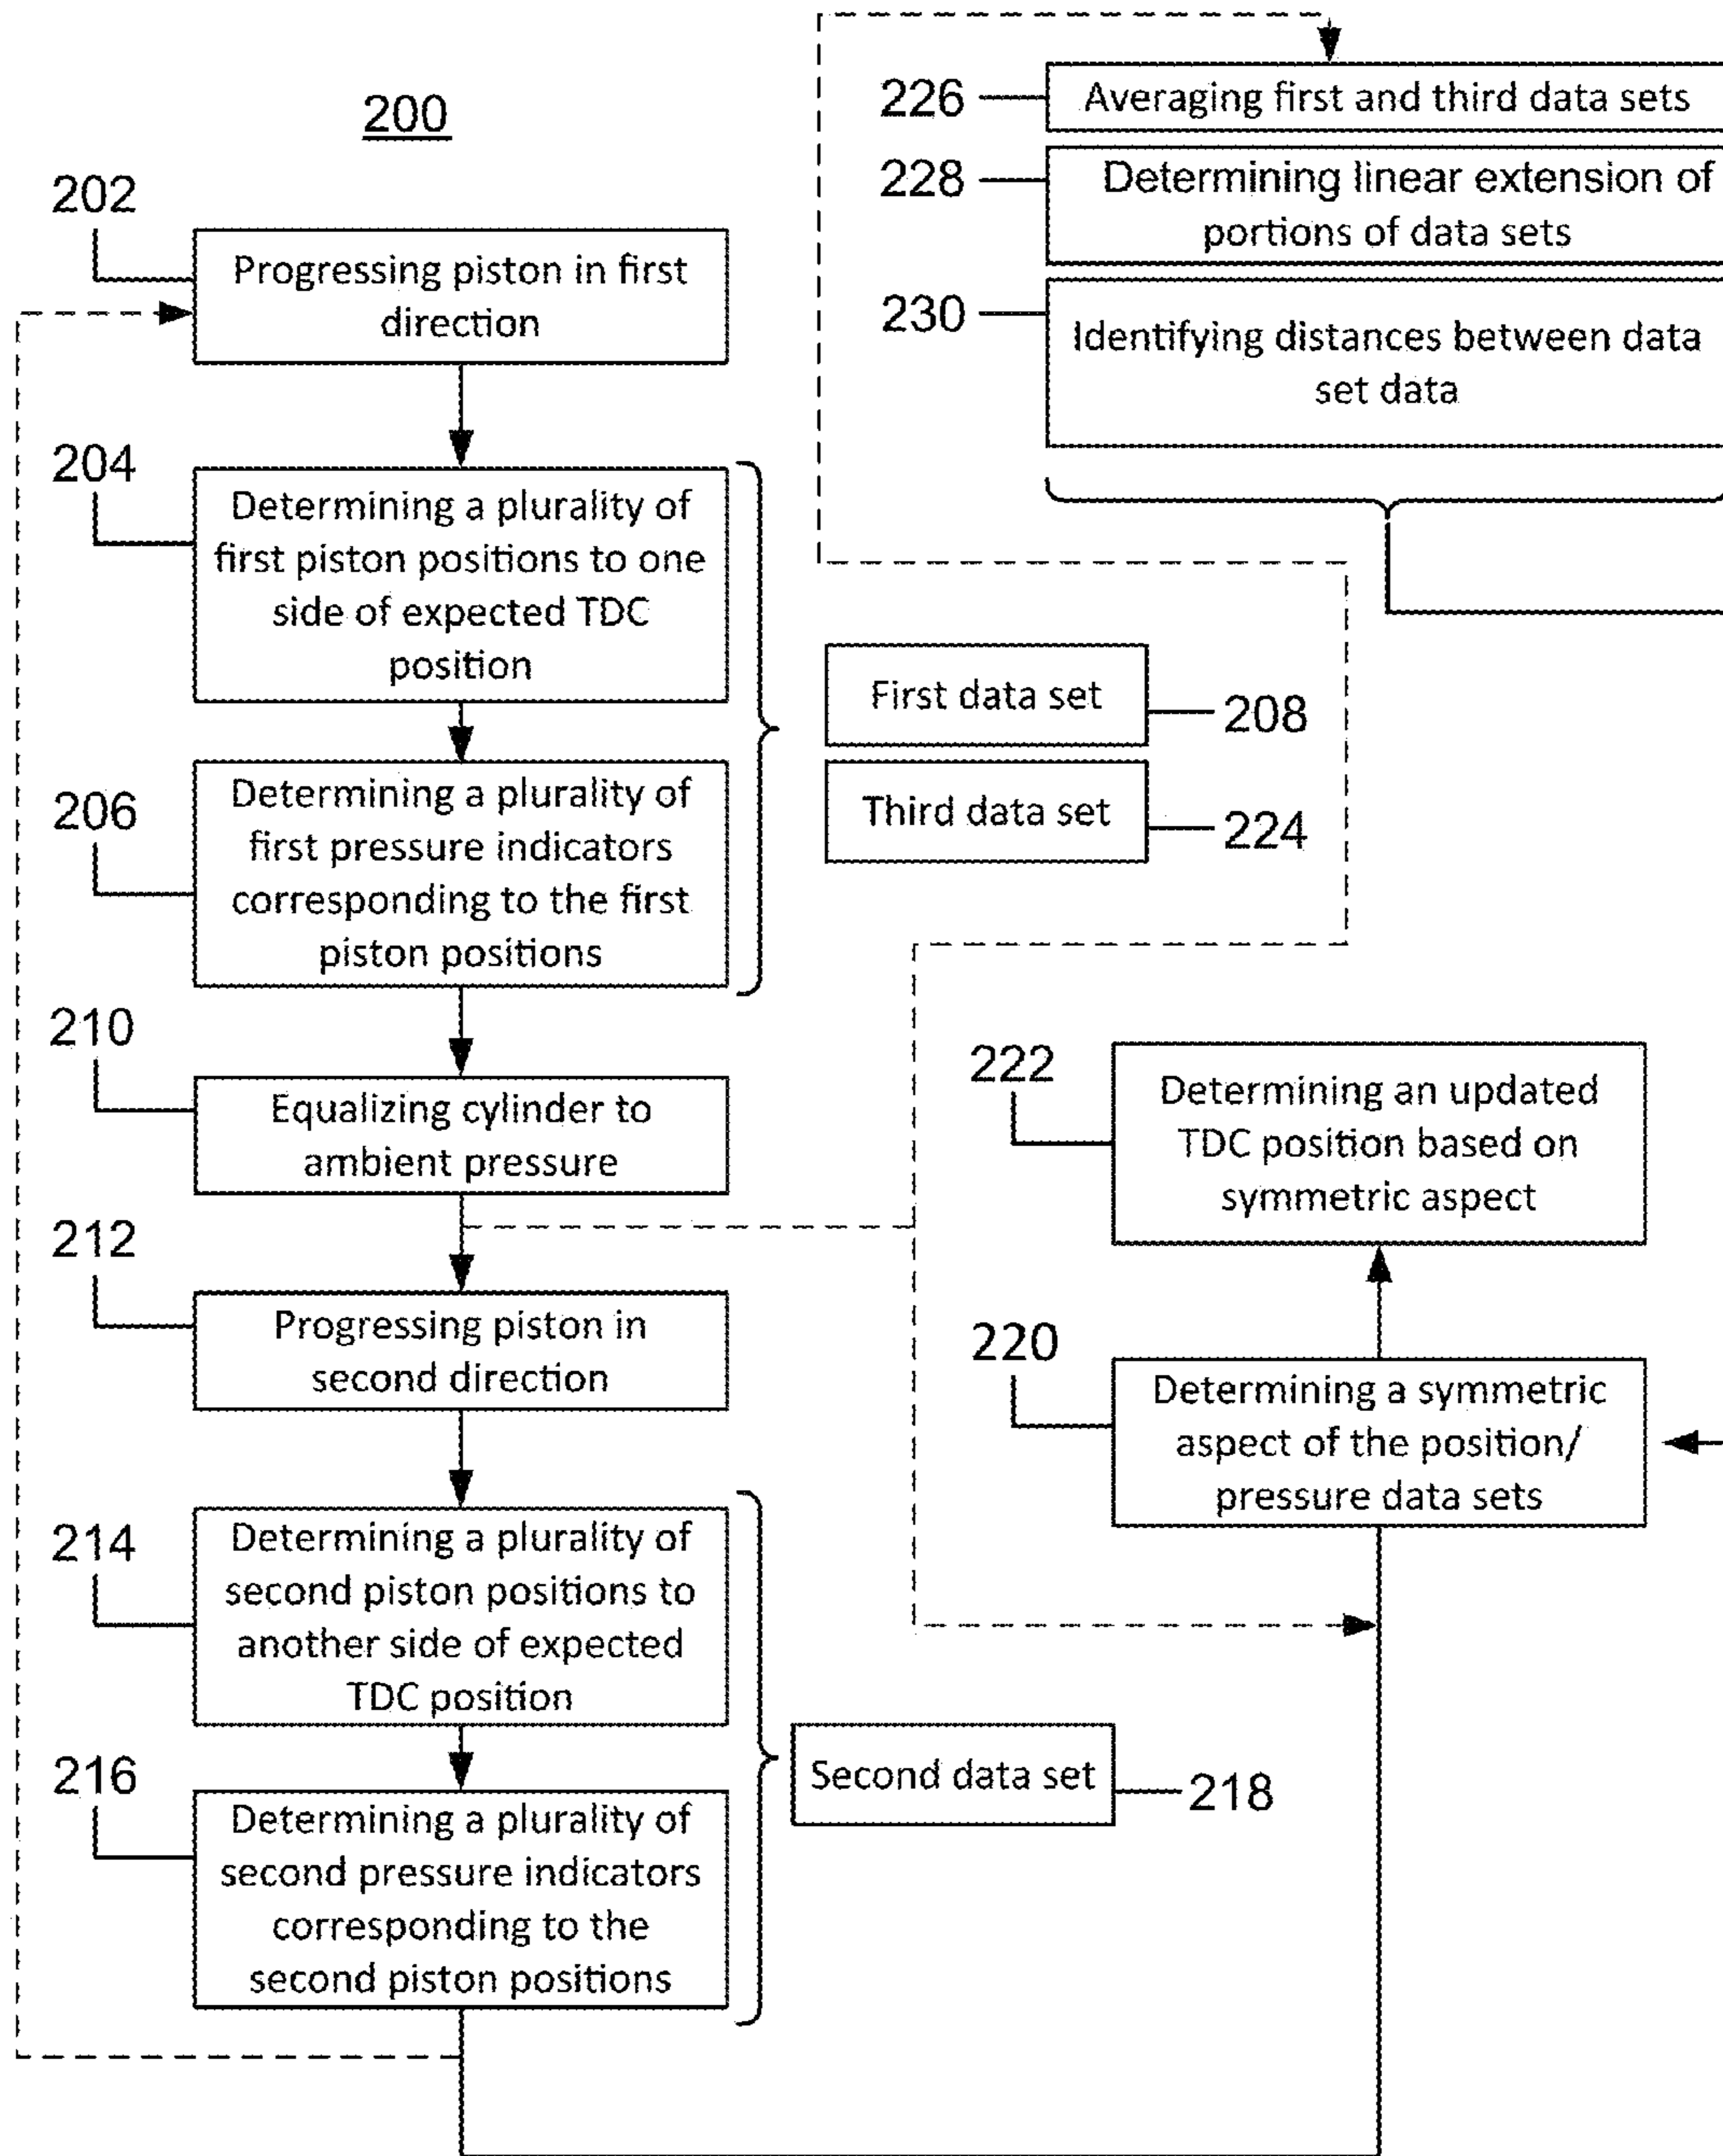 200
202
Progressing piston in first
direction
204
Determining a plurality of
first piston positions to one
side of expected TDC
position
206
Determining a plurality of
first pressure indicators
corresponding to the first
piston positions
First data set
208
Third data set
224
210
Equalizing cylinder to
ambient pressure
212
Progressing piston in
second direction
214
Determining a plurality of
second piston positions to
another side of expected
TDC position
216
Determining a plurality of
second pressure indicators
corresponding to the
second piston positions
Second data set
218
226
Averaging first and third data sets
228
Determining linear extension of
portions of data sets
230
Identifying distances between data
set data
222
Determining an updated
TDC position based on
symmetric aspect
220
Determining a symmetric
aspect of the position/
pressure data sets